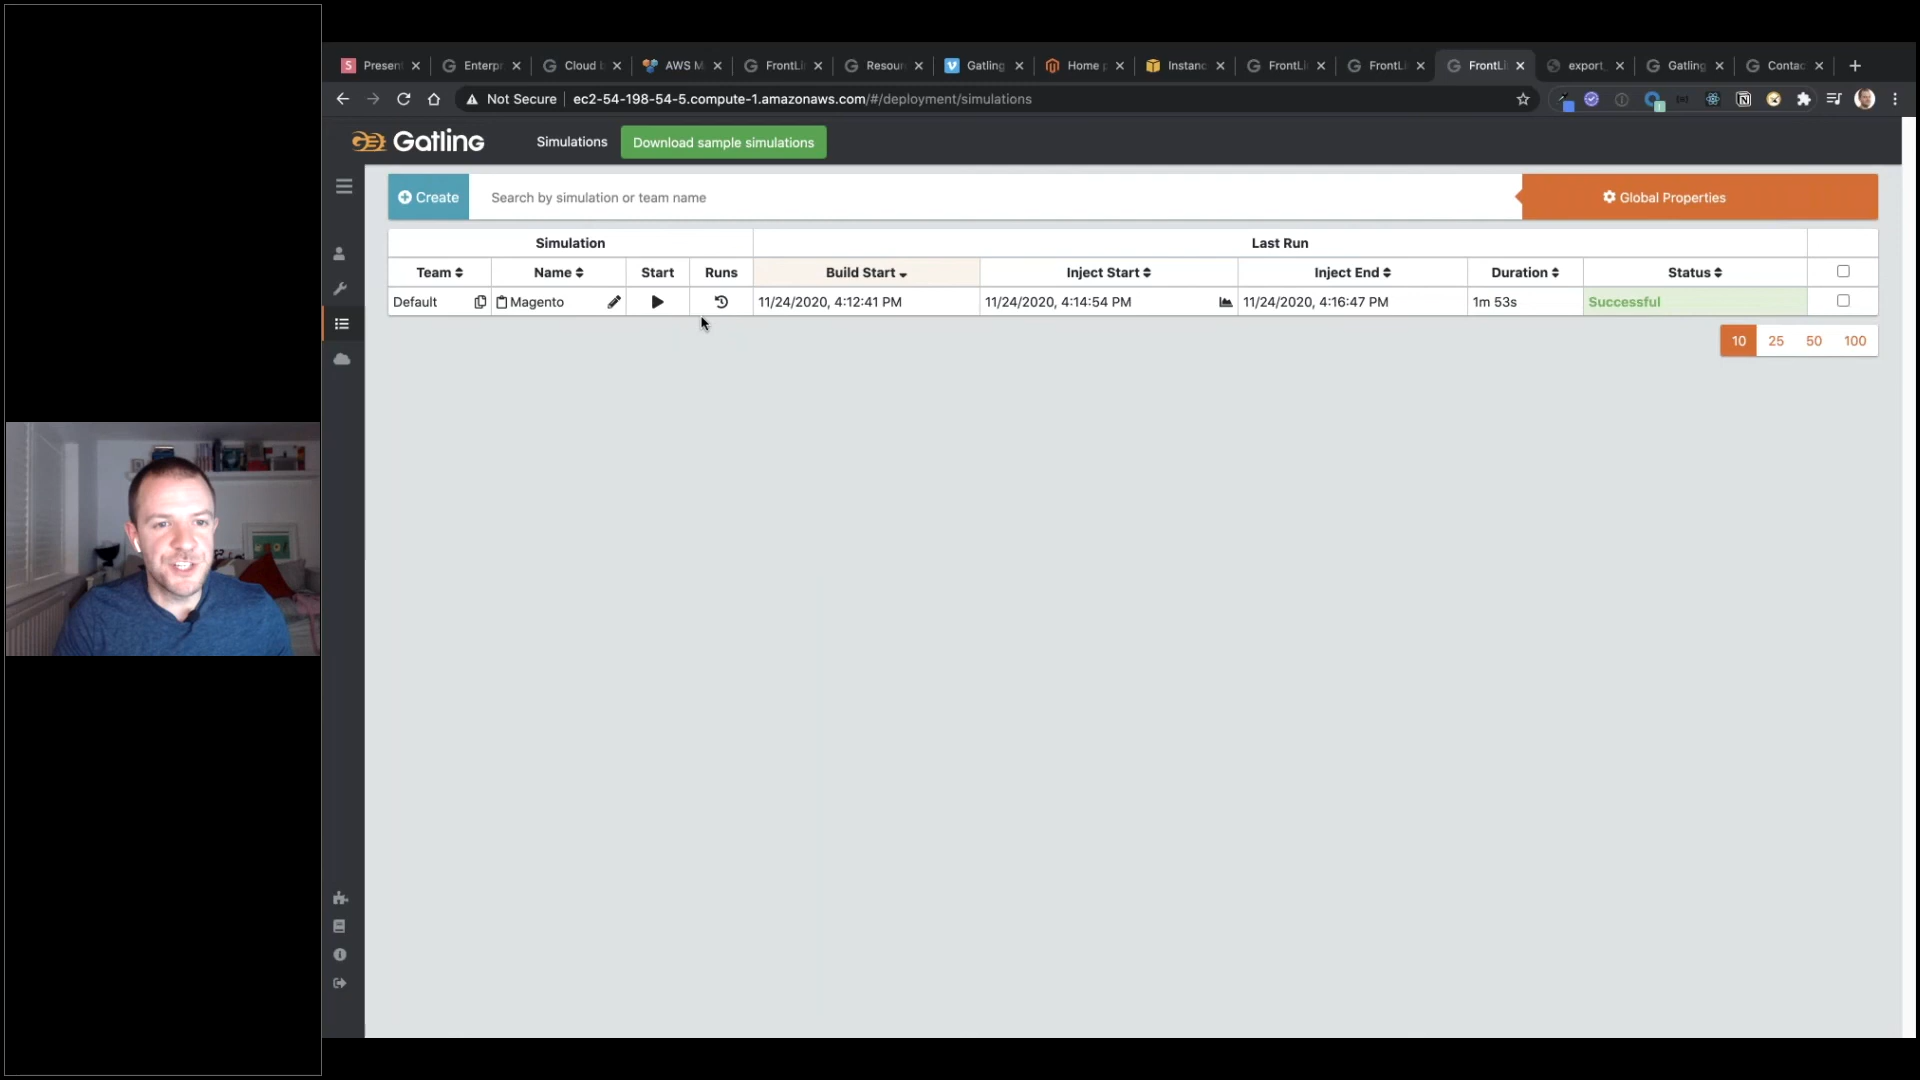 Present
Enterpr
Cloud b
AWS M
FrontLi
Resour
Gatling
Home p
Instanc
FrontLi
FrontLi
FrontLi
export_
Gatling
Contac
Not Secure
ec2-54-198-54-5.compute-1.amazonaws.com/#/deployment/simulations
Gatling
Simulations
Download sample simulations
Create
Search by simulation or team name
Global Properties
Simulation
Last Run
Team
Name
Start
Runs
Build Start
Inject Start
Inject End
Duration
Status
Default
Magento
11/24/2020, 4:12:41 PM
11/24/2020, 4:14:54 PM
11/24/2020, 4:16:47 PM
1m 53s
Successful
10
25
50
100